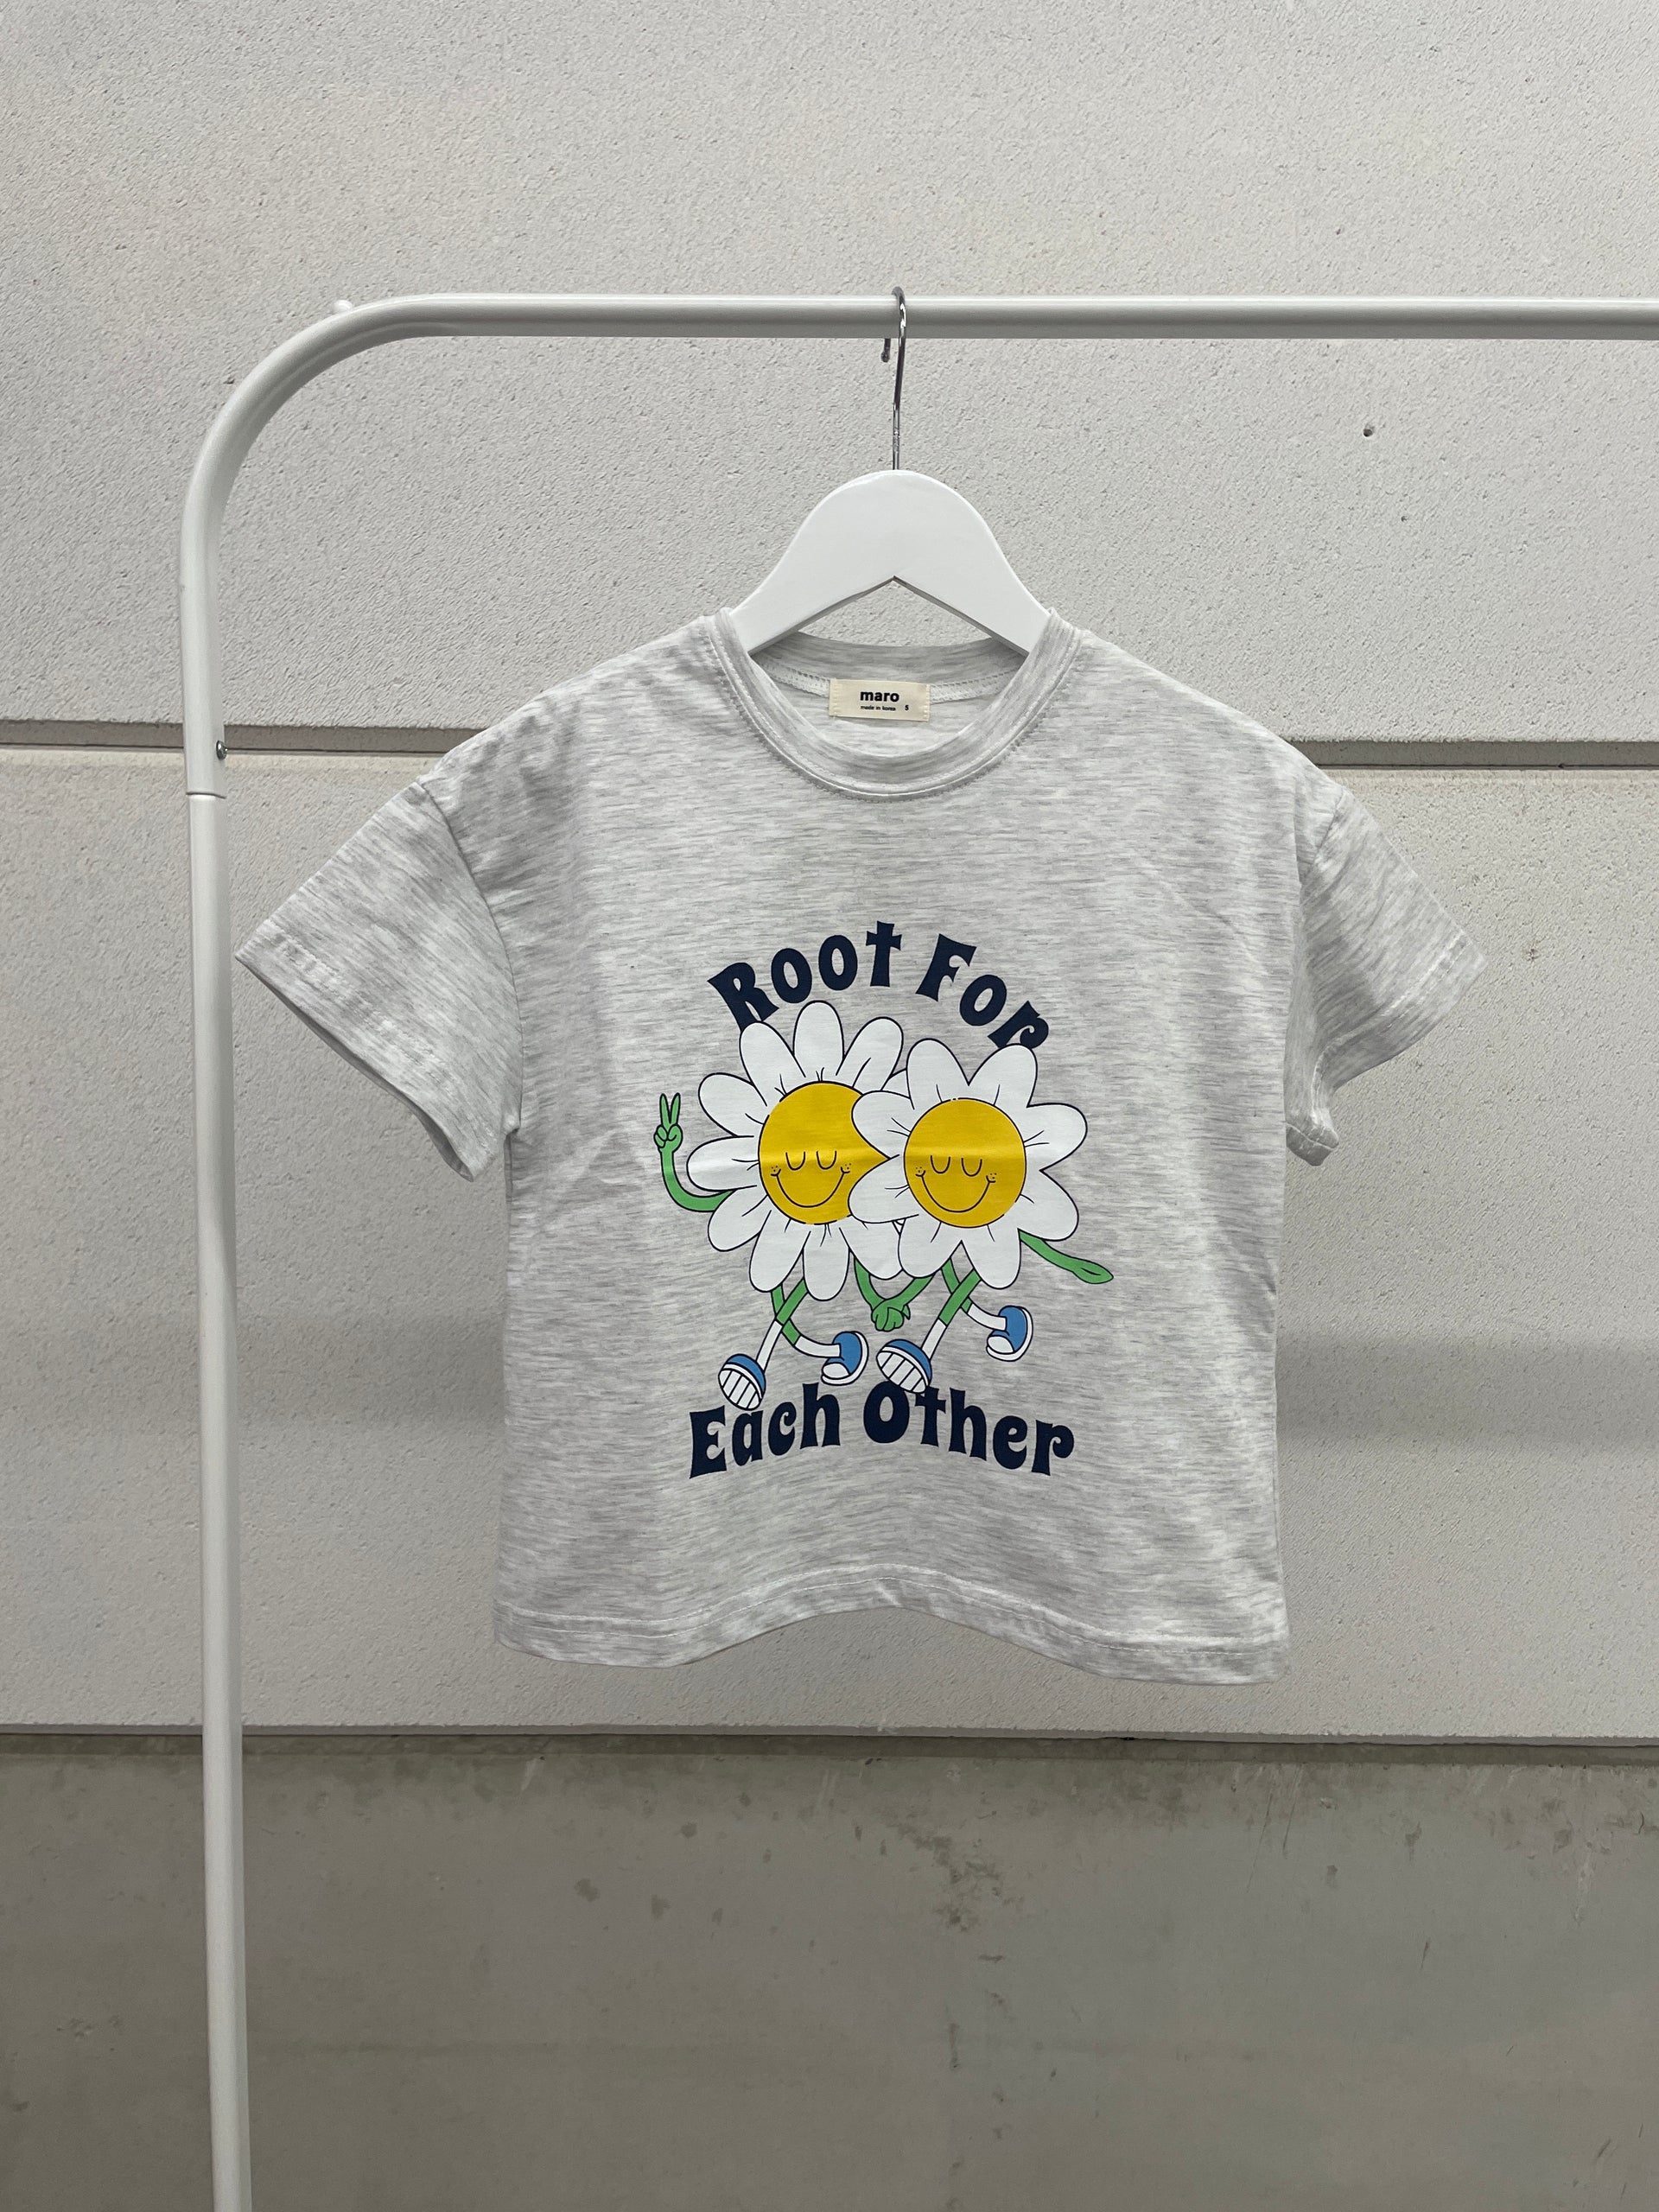 maro
made in korea S
Root For
Each Other